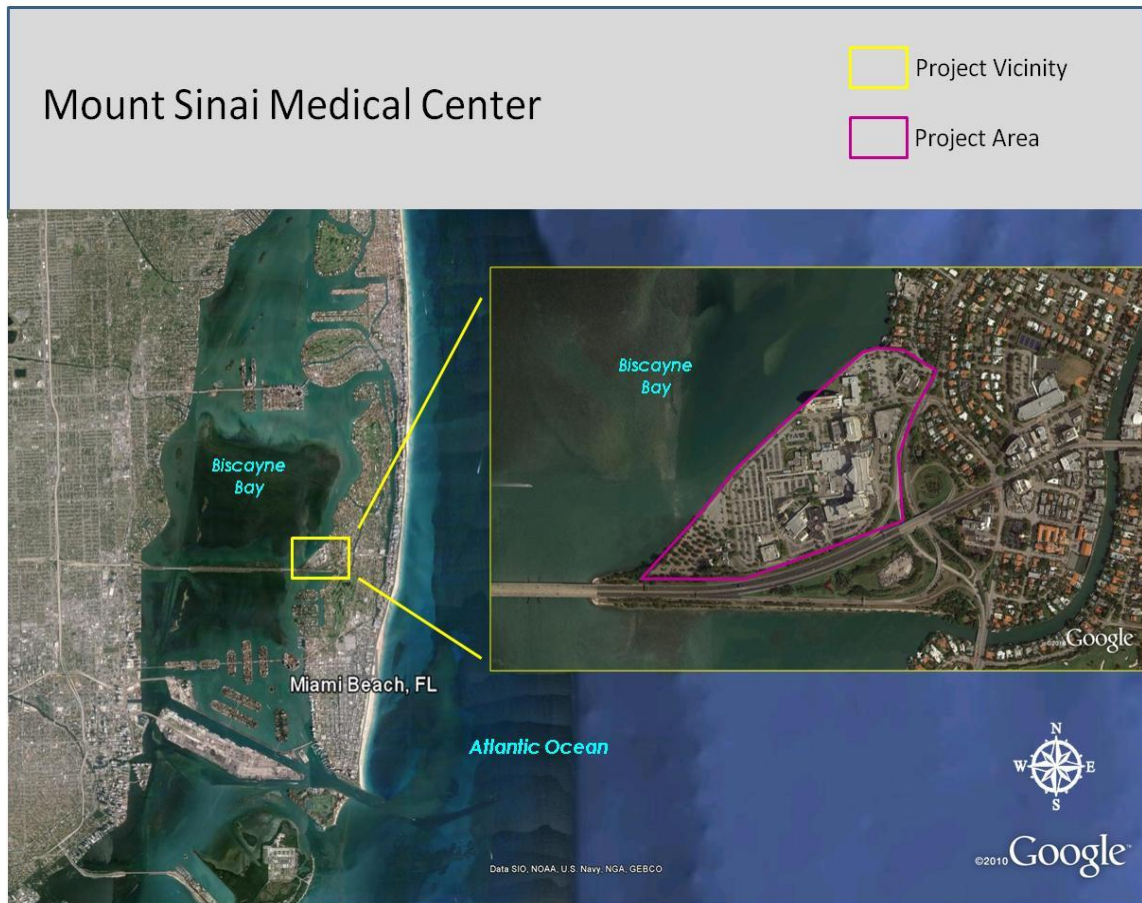 Mount Sinai Medical Center
Project Vicinity
Project Area
Biscayne
Bay
Biscayne
Bay
Google
Miami Beach, FL
Atlantic Ocean
N
W
E
S
Data SIO, NOAA, U.S. Navy, NGA, GEBCO
©2010 Google™